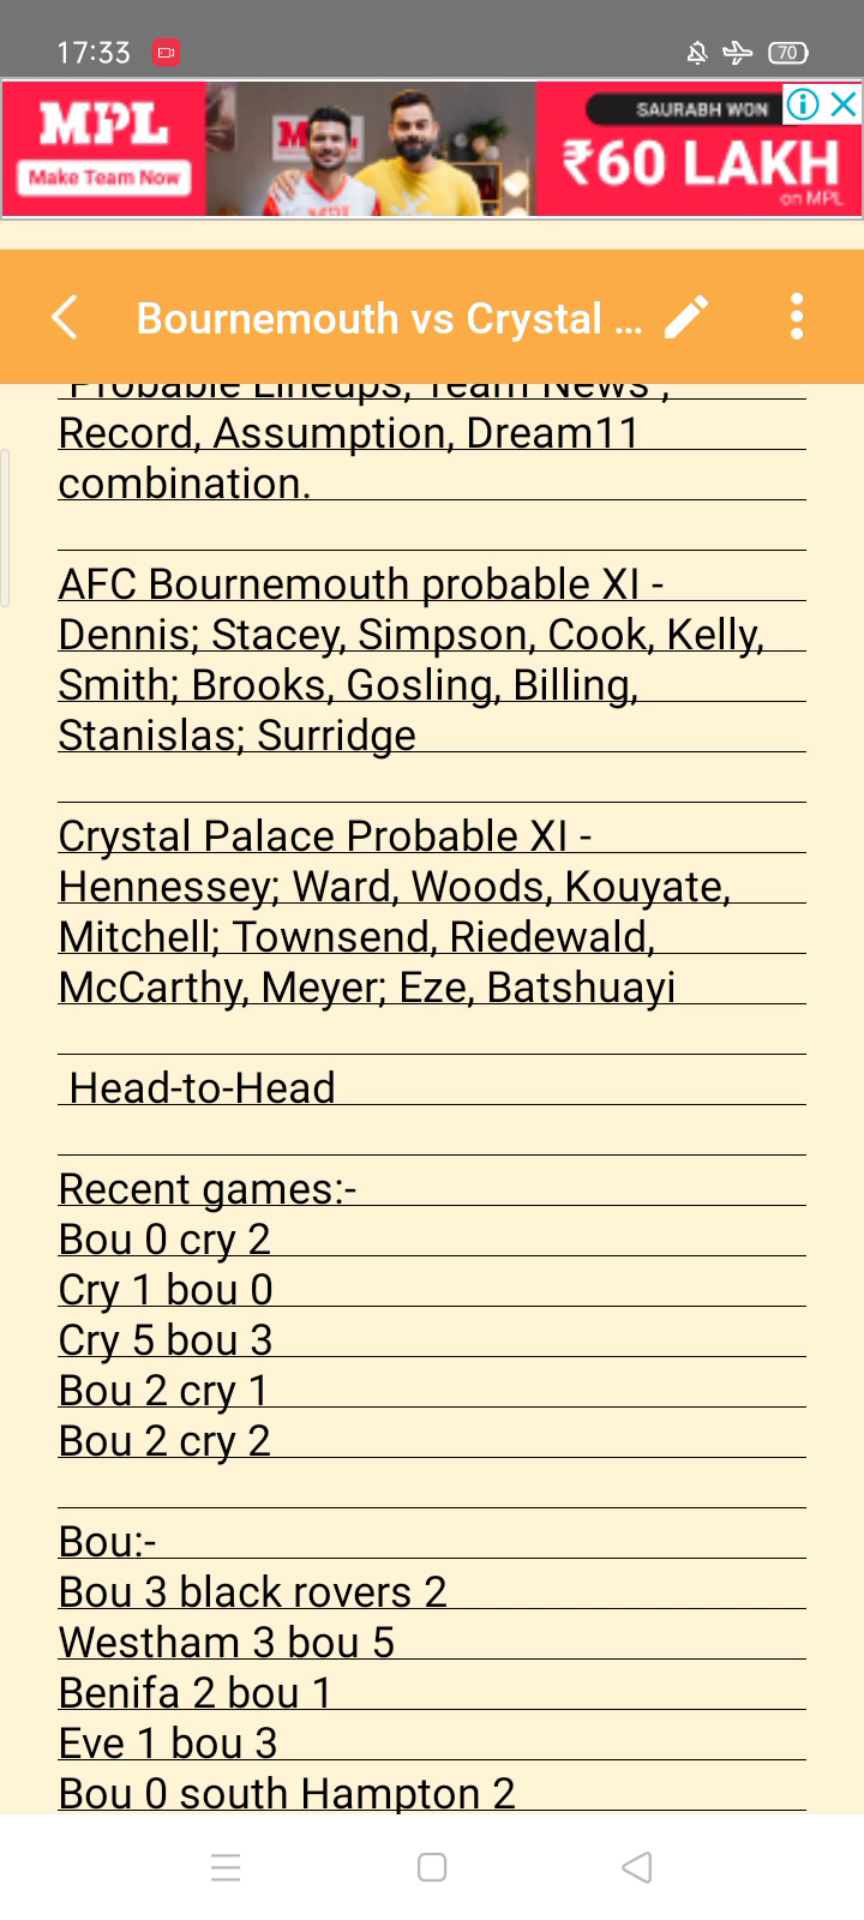 17:33
70
MPL
Make Team Now
SAURABH WON
₹60 LAKH
on MPL
Bournemouth vs Crystal ...
Probable Lineups, Team News ,
Record, Assumption, Dream11
combination.
AFC Bournemouth probable XI -
Dennis; Stacey, Simpson, Cook, Kelly,
Smith; Brooks, Gosling, Billing,
Stanislas; Surridge
Crystal Palace Probable XI -
Hennessey; Ward, Woods, Kouyate,
Mitchell; Townsend, Riedewald,
McCarthy, Meyer; Eze, Batshuayi
Head-to-Head
Recent games:-
Bou 0 cry 2
Cry 1 bou 0
Cry 5 bou 3
Bou 2 cry 1
Bou 2 cry 2
Bou:-
Bou 3 black rovers 2
Westham 3 bou 5
Benifa 2 bou 1
Eve 1 bou 3
Bou 0 south Hampton 2